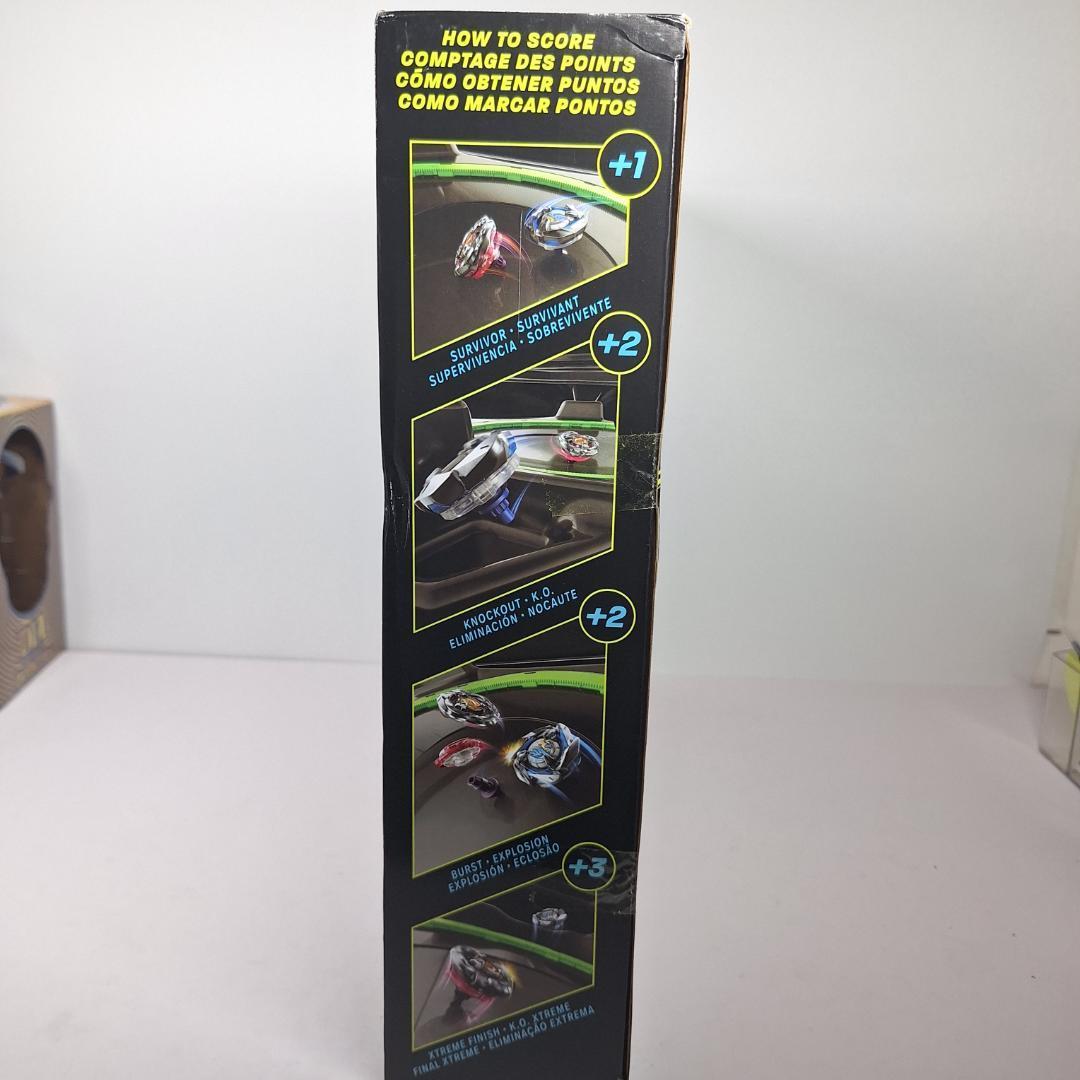 HOW TO SCORE
COMPTAGE DES POINTS
CÓMO OBTENER PUNTOS
COMO MARCAR PONTOS
+1
SURVIVOR • SURVIVANT
SUPERVIVENCIA • SOBREVIVENTE
+2
KNOCKOUT • K.O.
ELIMINACIÓN • NOCAUTE
+2
BURST • EXPLOSION
EXPLOSIÓN • ECLOSÃO
+3
XTREME FINISH • K.O. XTREME
FINAL XTREME • ELIMINAÇÃO EXTREMA